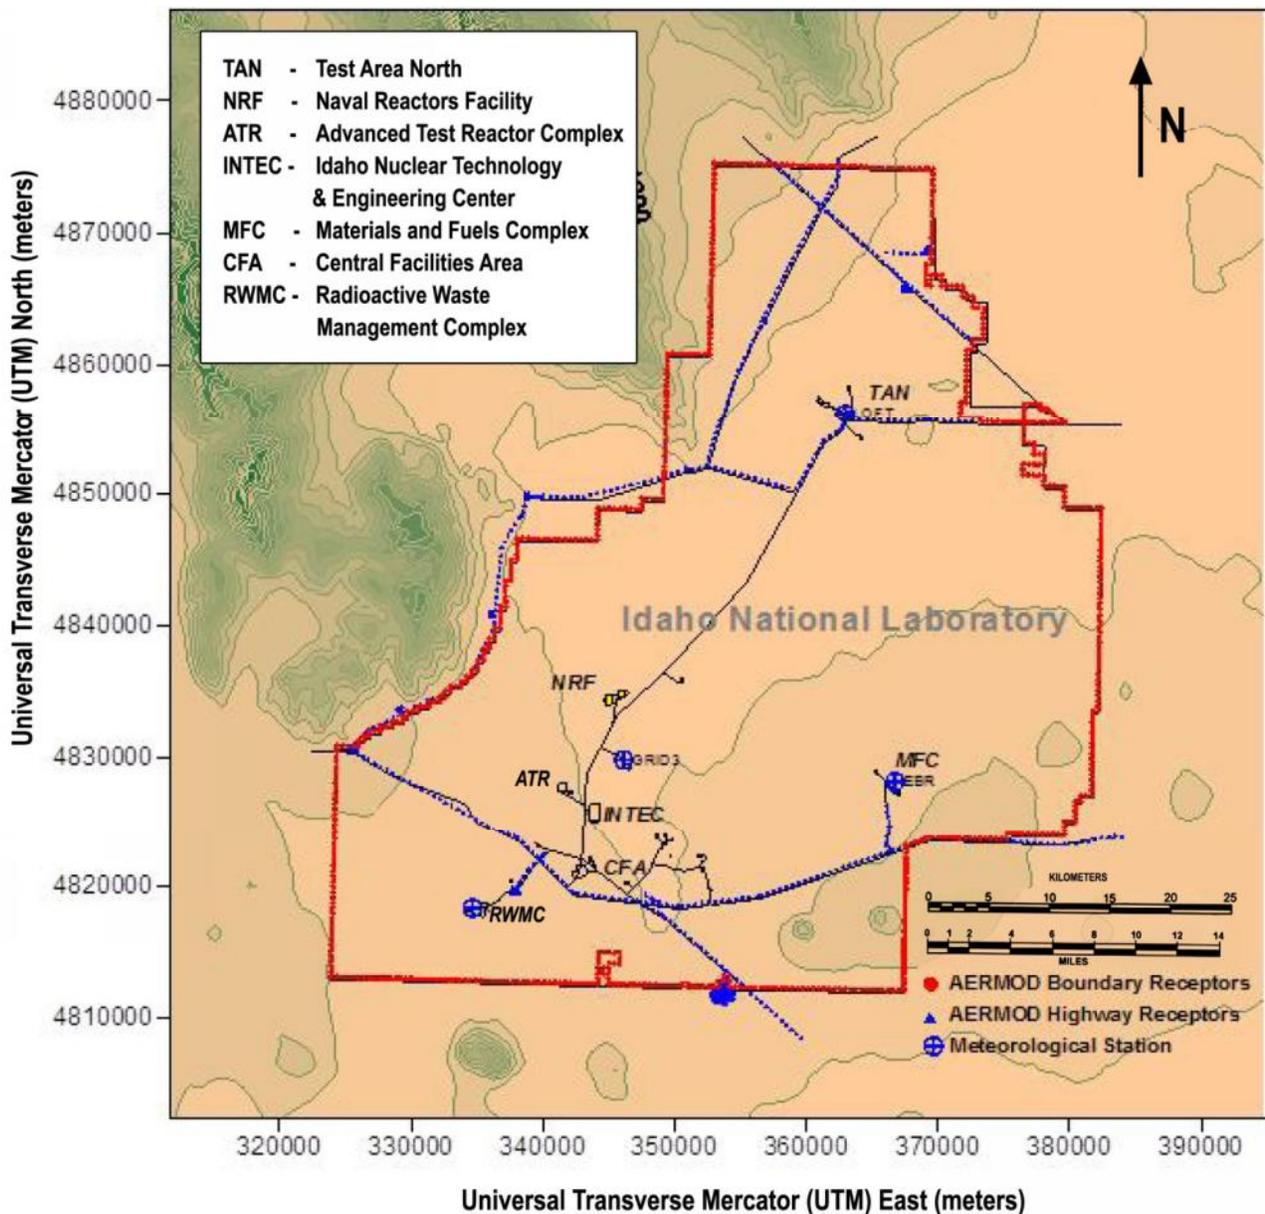 TAN - Test Area North
NRF - Naval Reactors Facility
ATR - Advanced Test Reactor Complex
INTEC - Idaho Nuclear Technology
& Engineering Center
MFC - Materials and Fuels Complex
CFA - Central Facilities Area
RWMC - Radioactive Waste
Management Complex
N
Universal Transverse Mercator (UTM) North (meters)
4880000
4870000
4860000
4850000
4840000
4830000
4820000
4810000
TAN
Idaho National Laboratory
NRF
GRID3
MFC
EBR
ATR
INTEC
CFA
RWMC
KILOMETERS
0 5 10 15 20 25
0 1 2 4 6 8 10 12 14
MILES
AERMOD Boundary Receptors
AERMOD Highway Receptors
Meteorological Station
320000 330000 340000 350000 360000 370000 380000 390000
Universal Transverse Mercator (UTM) East (meters)